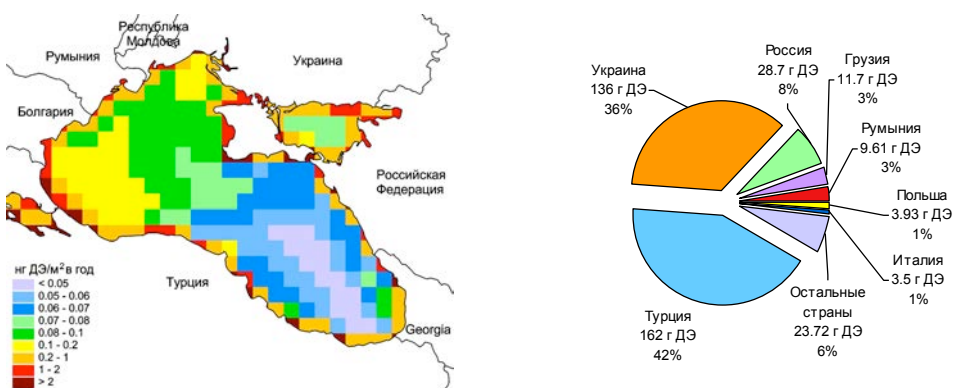 Республика
Молдова
Румыния
Украина
Болгария
Российская
Федерация
Турция
Georgia
нг ДЭ/м² в год
< 0.05
0.05 - 0.06
0.06 - 0.07
0.07 - 0.08
0.08 - 0.1
0.1 - 0.2
0.2 - 1
1 - 2
> 2
Украина
136 г ДЭ
36%
Россия
28.7 г ДЭ
8%
Грузия
11.7 г ДЭ
3%
Румыния
9.61 г ДЭ
3%
Польша
3.93 г ДЭ
1%
Италия
3.5 г ДЭ
1%
Остальные
страны
23.72 г ДЭ
6%
Турция
162 г ДЭ
42%